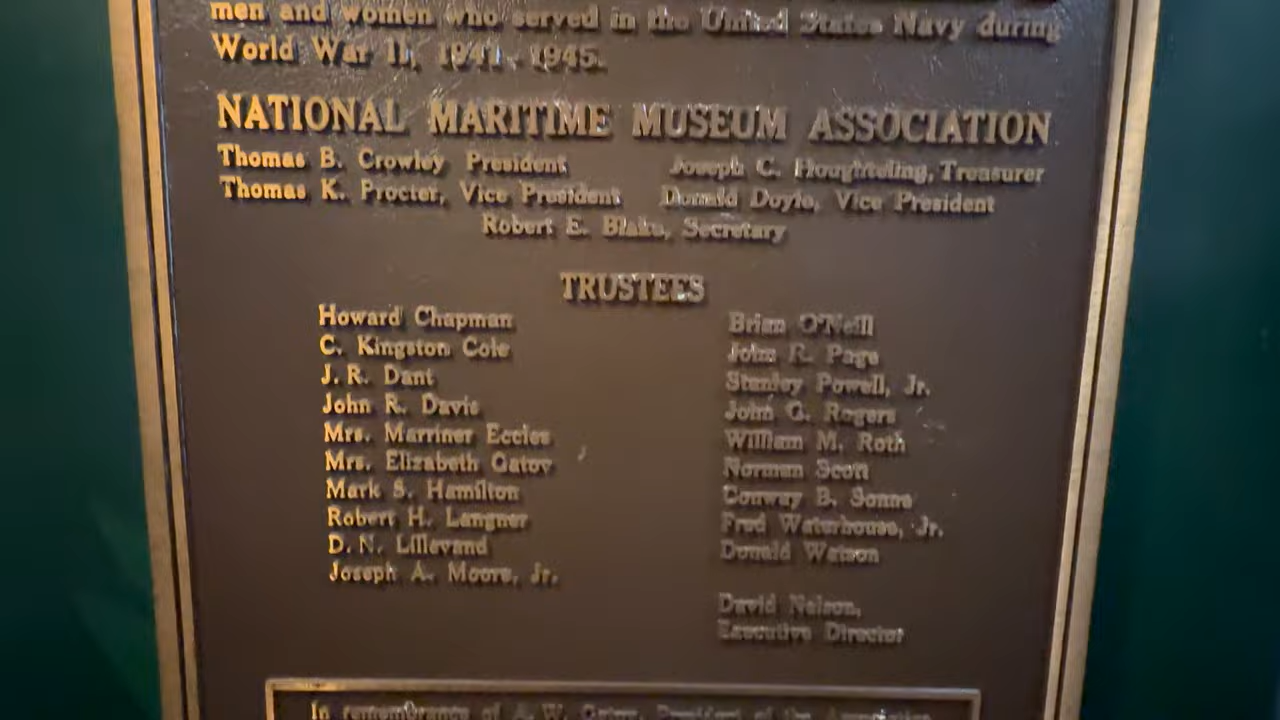 men and women who served in the United States Navy during
World War II, 1941 - 1945.
NATIONAL MARITIME MUSEUM ASSOCIATION
Thomas B. Crowley President Joseph C. Houghteling, Treasurer
Thomas K. Procter, Vice President Donald Doyle, Vice President
Robert E. Blake, Secretary
TRUSTEES
Howard Chapman
C. Kingston Cole
J. R. Dant
John R. Davis
Mrs. Marriner Eccles
Mrs. Elizabeth Gatov
Mark S. Hamilton
Robert H. Langner
D. N. Lillevand
Joseph A. Moore, Jr.
Brian O'Neill
John R. Page
Stanley Powell, Jr.
John G. Rogers
William M. Roth
Norman Scott
Conway B. Sonne
Fred Waterhouse, Jr.
Donald Watson
David Nelson,
Executive Director
In remembrance of A. W. President of the Association